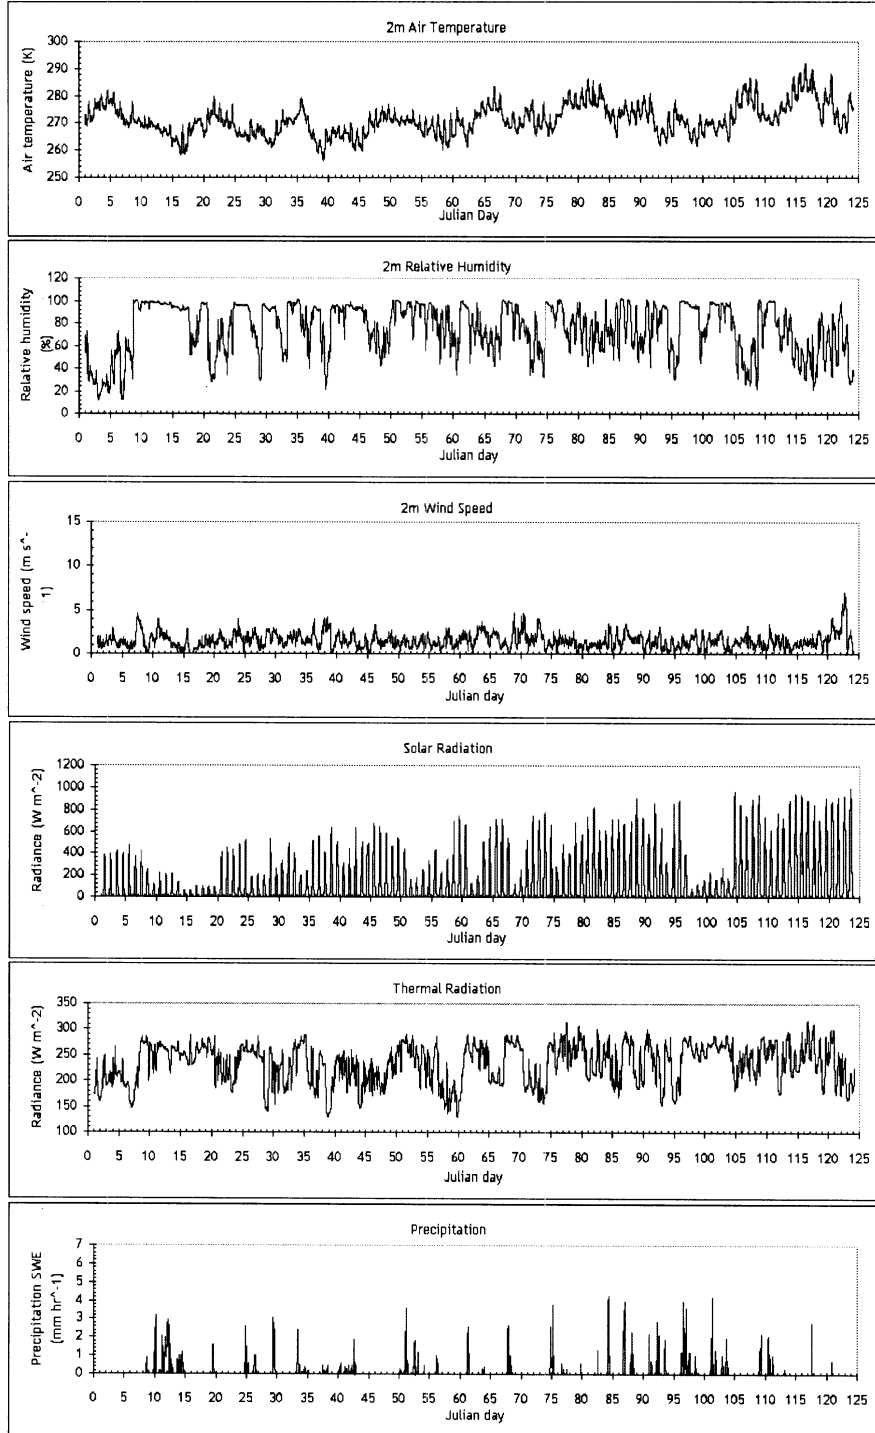 2m Air Temperature
Air temperature (K)
300
290
280
270
260
250
0 5 10 15 20 25 30 35 40 45 50 55 60 65 70 75 80 85 90 95 100 105 110 115 120 125
Julian Day
2m Relative Humidity
Relative humidity
(%)
120
100
80
60
40
20
0
0 5 10 15 20 25 30 35 40 45 50 55 60 65 70 75 80 85 90 95 100 105 110 115 120 125
Julian day
2m Wind Speed
Wind speed (m s^-
1)
15
10
5
0
0 5 10 15 20 25 30 35 40 45 50 55 60 65 70 75 80 85 90 95 100 105 110 115 120 125
Julian day
Solar Radiation
Radiance (W m^-2)
1200
1000
800
600
400
200
0
0 5 10 15 20 25 30 35 40 45 50 55 60 65 70 75 80 85 90 95 100 105 110 115 120 125
Julian day
Thermal Radiation
Radiance (W m^-2)
350
300
250
200
150
100
0 5 10 15 20 25 30 35 40 45 50 55 60 65 70 75 80 85 90 95 100 105 110 115 120 125
Julian day
Precipitation
Precipitation SWE
(mm hr^-1)
7
6
5
4
3
2
1
0
0 5 10 15 20 25 30 35 40 45 50 55 60 65 70 75 80 85 90 95 100 105 110 115 120 125
Julian day